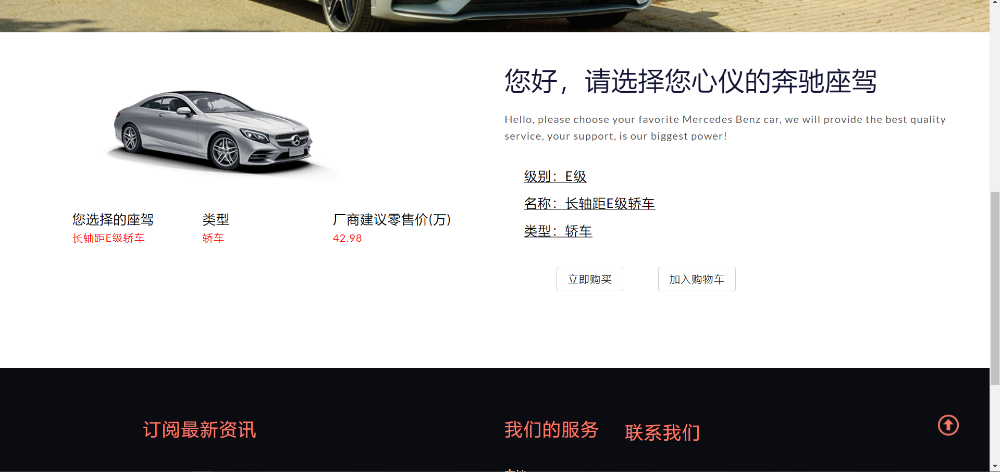 您好，请选择您心仪的奔驰座驾
Hello, please choose your favorite Mercedes Benz car, we will provide the best quality
service, your support, is our biggest power!
级别：E级
名称：长轴距E级轿车
类型：轿车
您选择的座驾
长轴距E级轿车
类型
轿车
厂商建议零售价(万)
42.98
立即购买
加入购物车
订阅最新资讯
我们的服务
联系我们